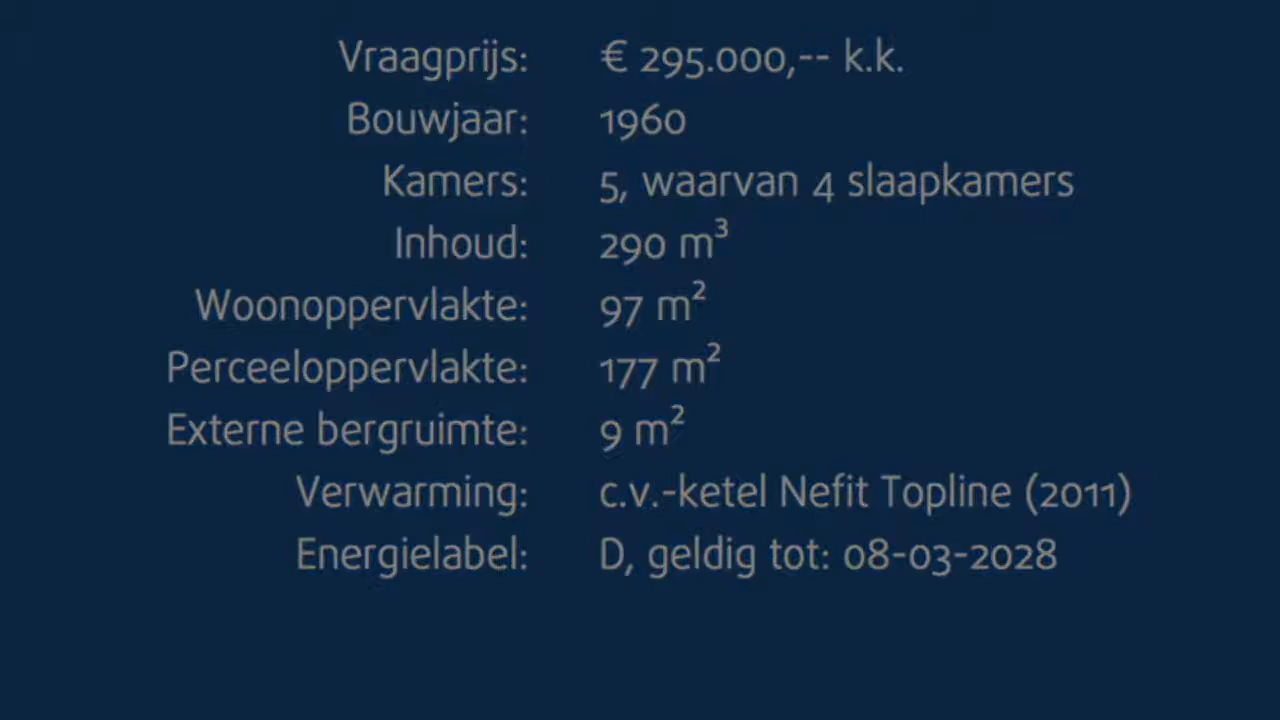 Vraagprijs: € 295.000,-- k.k.
Bouwjaar: 1960
Kamers: 5, waarvan 4 slaapkamers
Inhoud: 290 m³
Woonoppervlakte: 97 m²
Perceeloppervlakte: 177 m²
Externe bergruimte: 9 m²
Verwarming: c.v.-ketel Nefit Topline (2011)
Energielabel: D, geldig tot: 08-03-2028